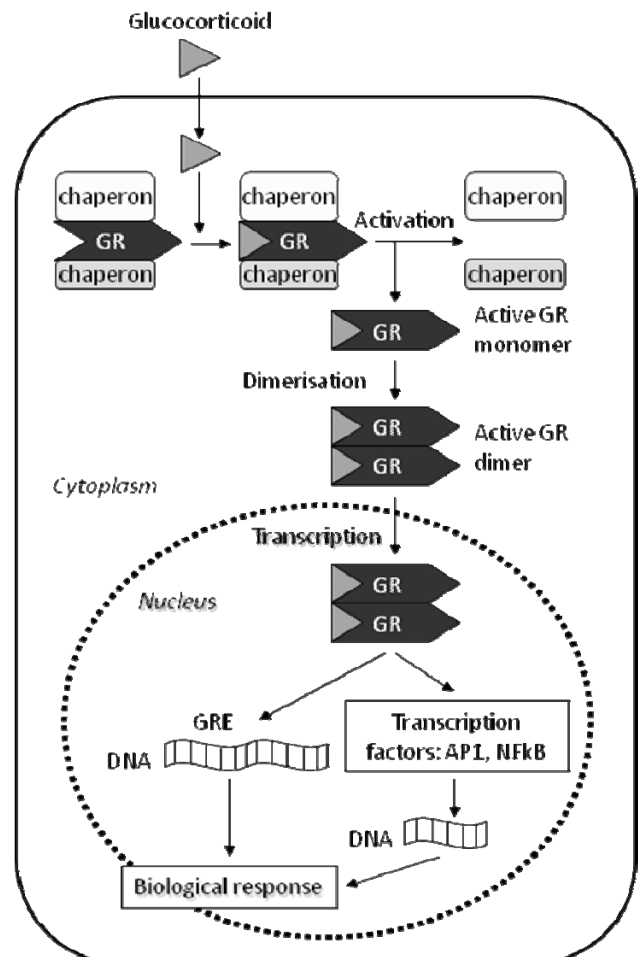 Glucocorticoid
chaperon
GR
chaperon
chaperon
GR
chaperon
Activation
chaperon
chaperon
GR
Active GR
monomer
Dimerisation
GR
GR
Active GR
dimer
Cytoplasm
Transcription
Nucleus
GR
GR
GRE
DNA
Transcription
factors: AP1, NFkB
DNA
Biological response